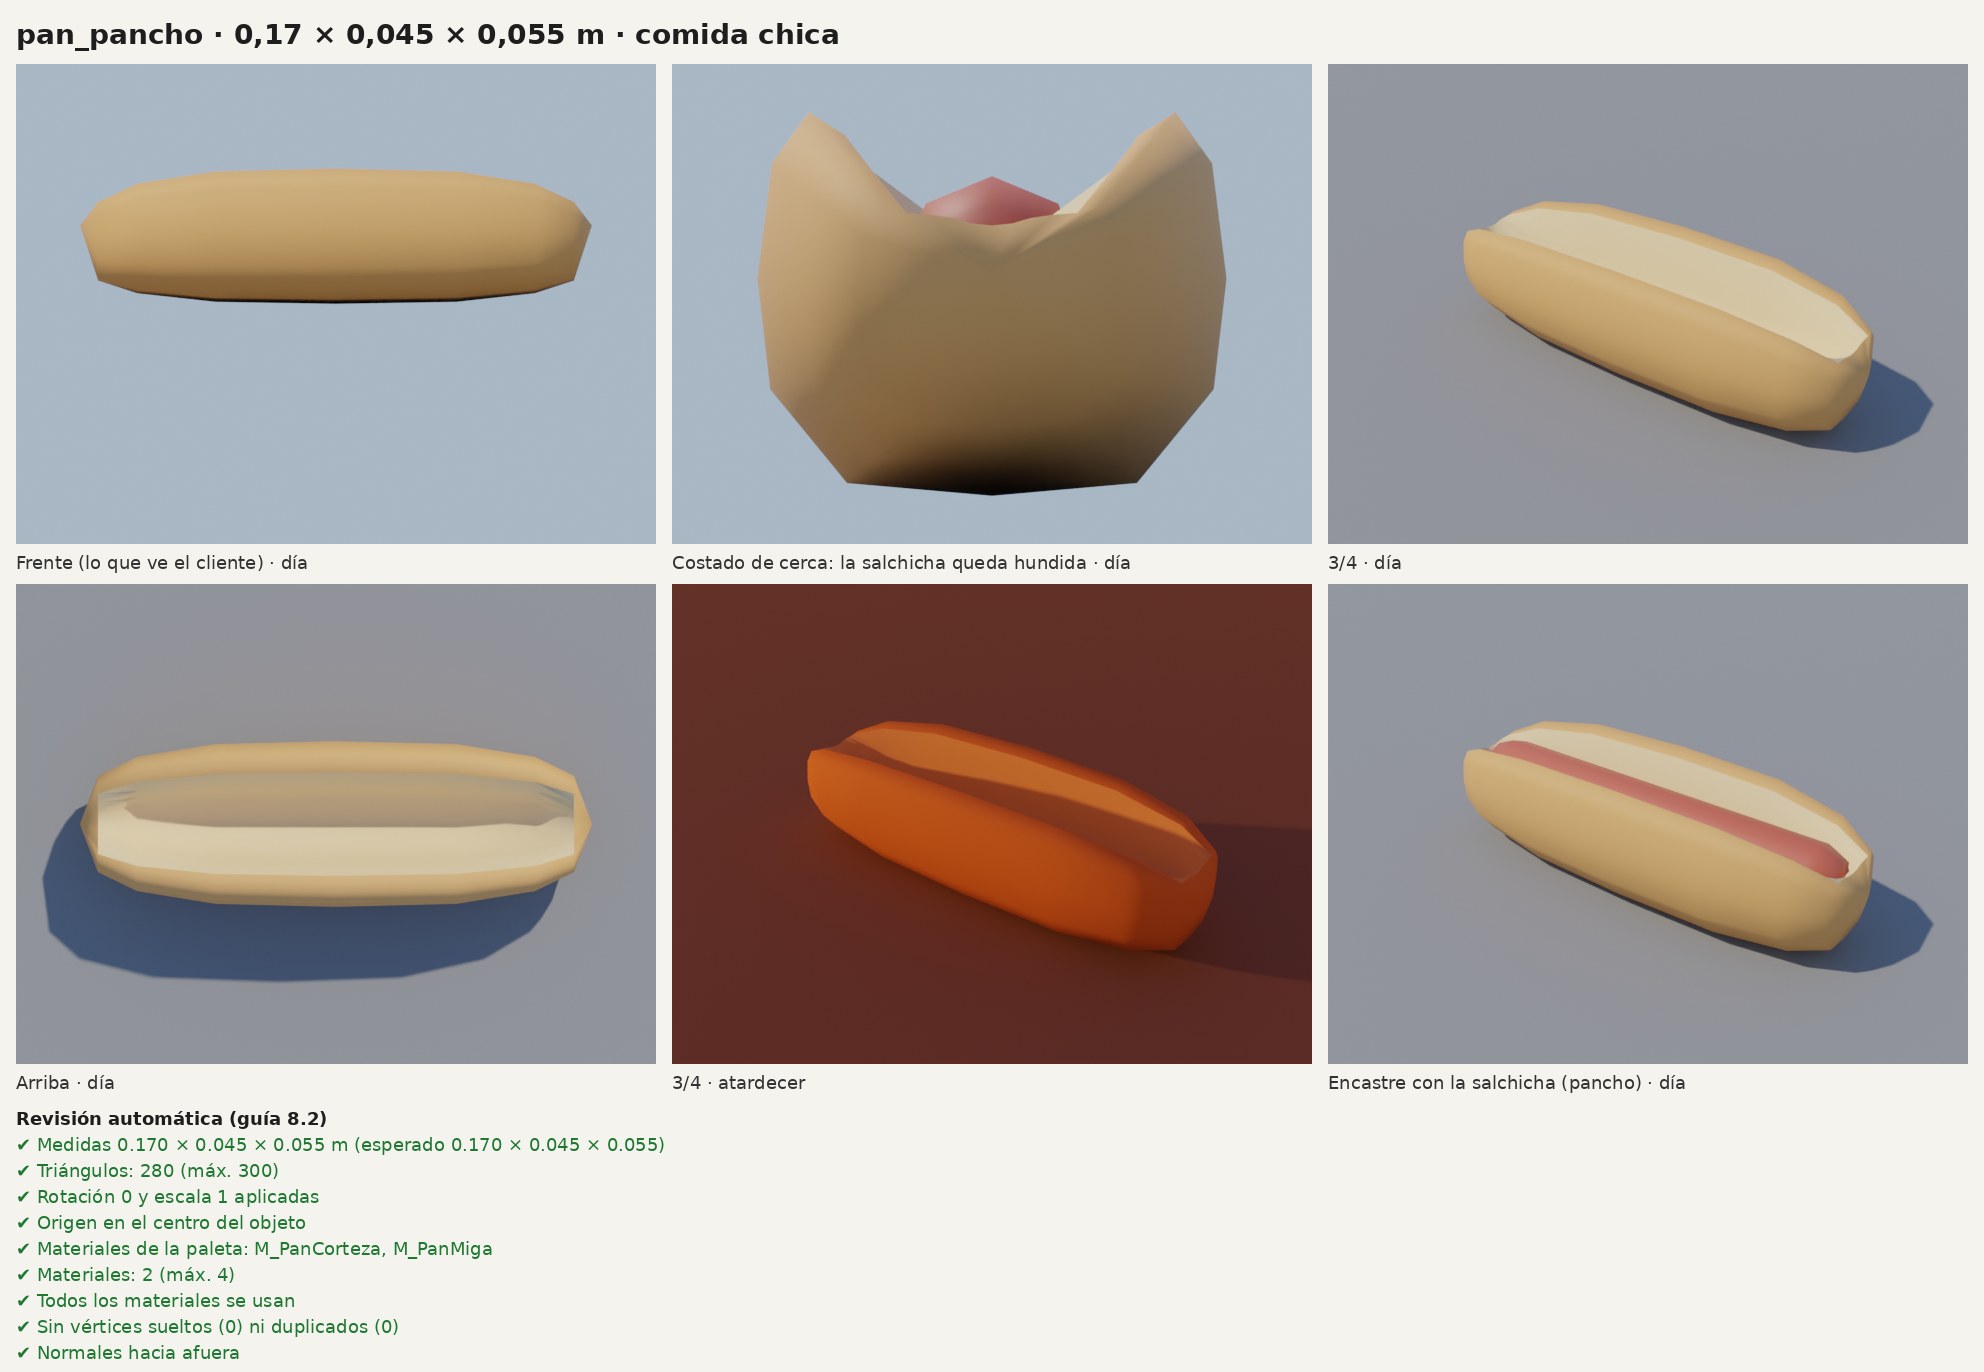 pan_pancho · 0,17 × 0,045 × 0,055 m · comida chica
Frente (lo que ve el cliente) · día
Costado de cerca: la salchicha queda hundida · día
3/4 · día
Arriba · día
3/4 · atardecer
Encastre con la salchicha (pancho) · día
Revisión automática (guía 8.2)
✔ Medidas 0.170 × 0.045 × 0.055 m (esperado 0.170 × 0.045 × 0.055)
✔ Triángulos: 280 (máx. 300)
✔ Rotación 0 y escala 1 aplicadas
✔ Origen en el centro del objeto
✔ Materiales de la paleta: M_PanCorteza, M_PanMiga
✔ Materiales: 2 (máx. 4)
✔ Todos los materiales se usan
✔ Sin vértices sueltos (0) ni duplicados (0)
✔ Normales hacia afuera